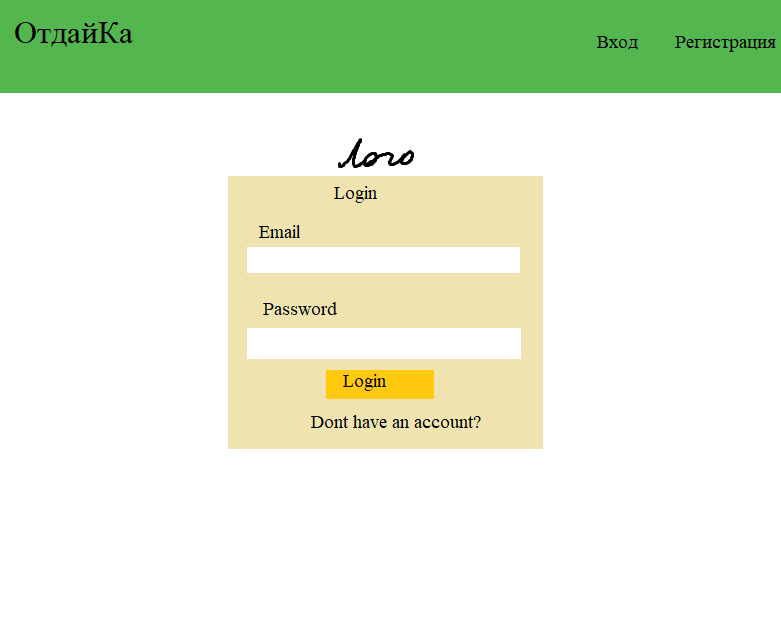 ОтдайКа
Вход Регистрация
лого
Login
Email
Password
Login
Dont have an account?